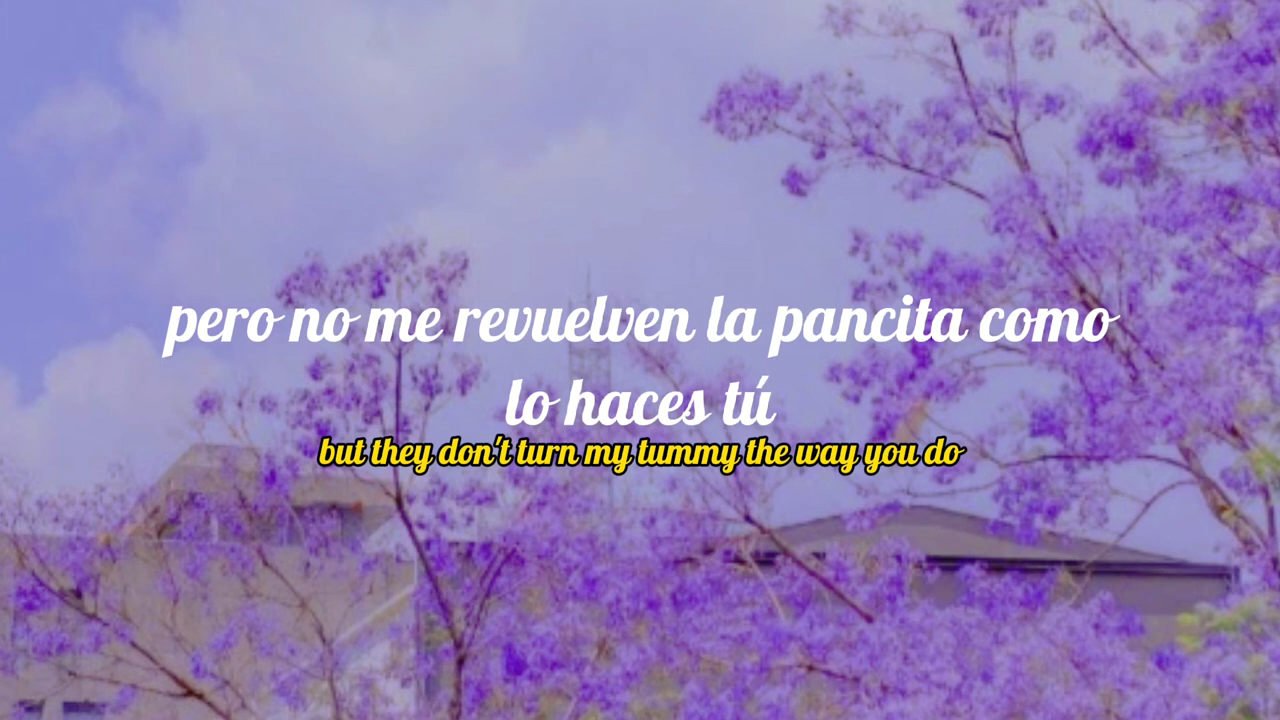 pero no me revuelven la pancita como
lo haces tú
but they don't turn my tummy the way you do